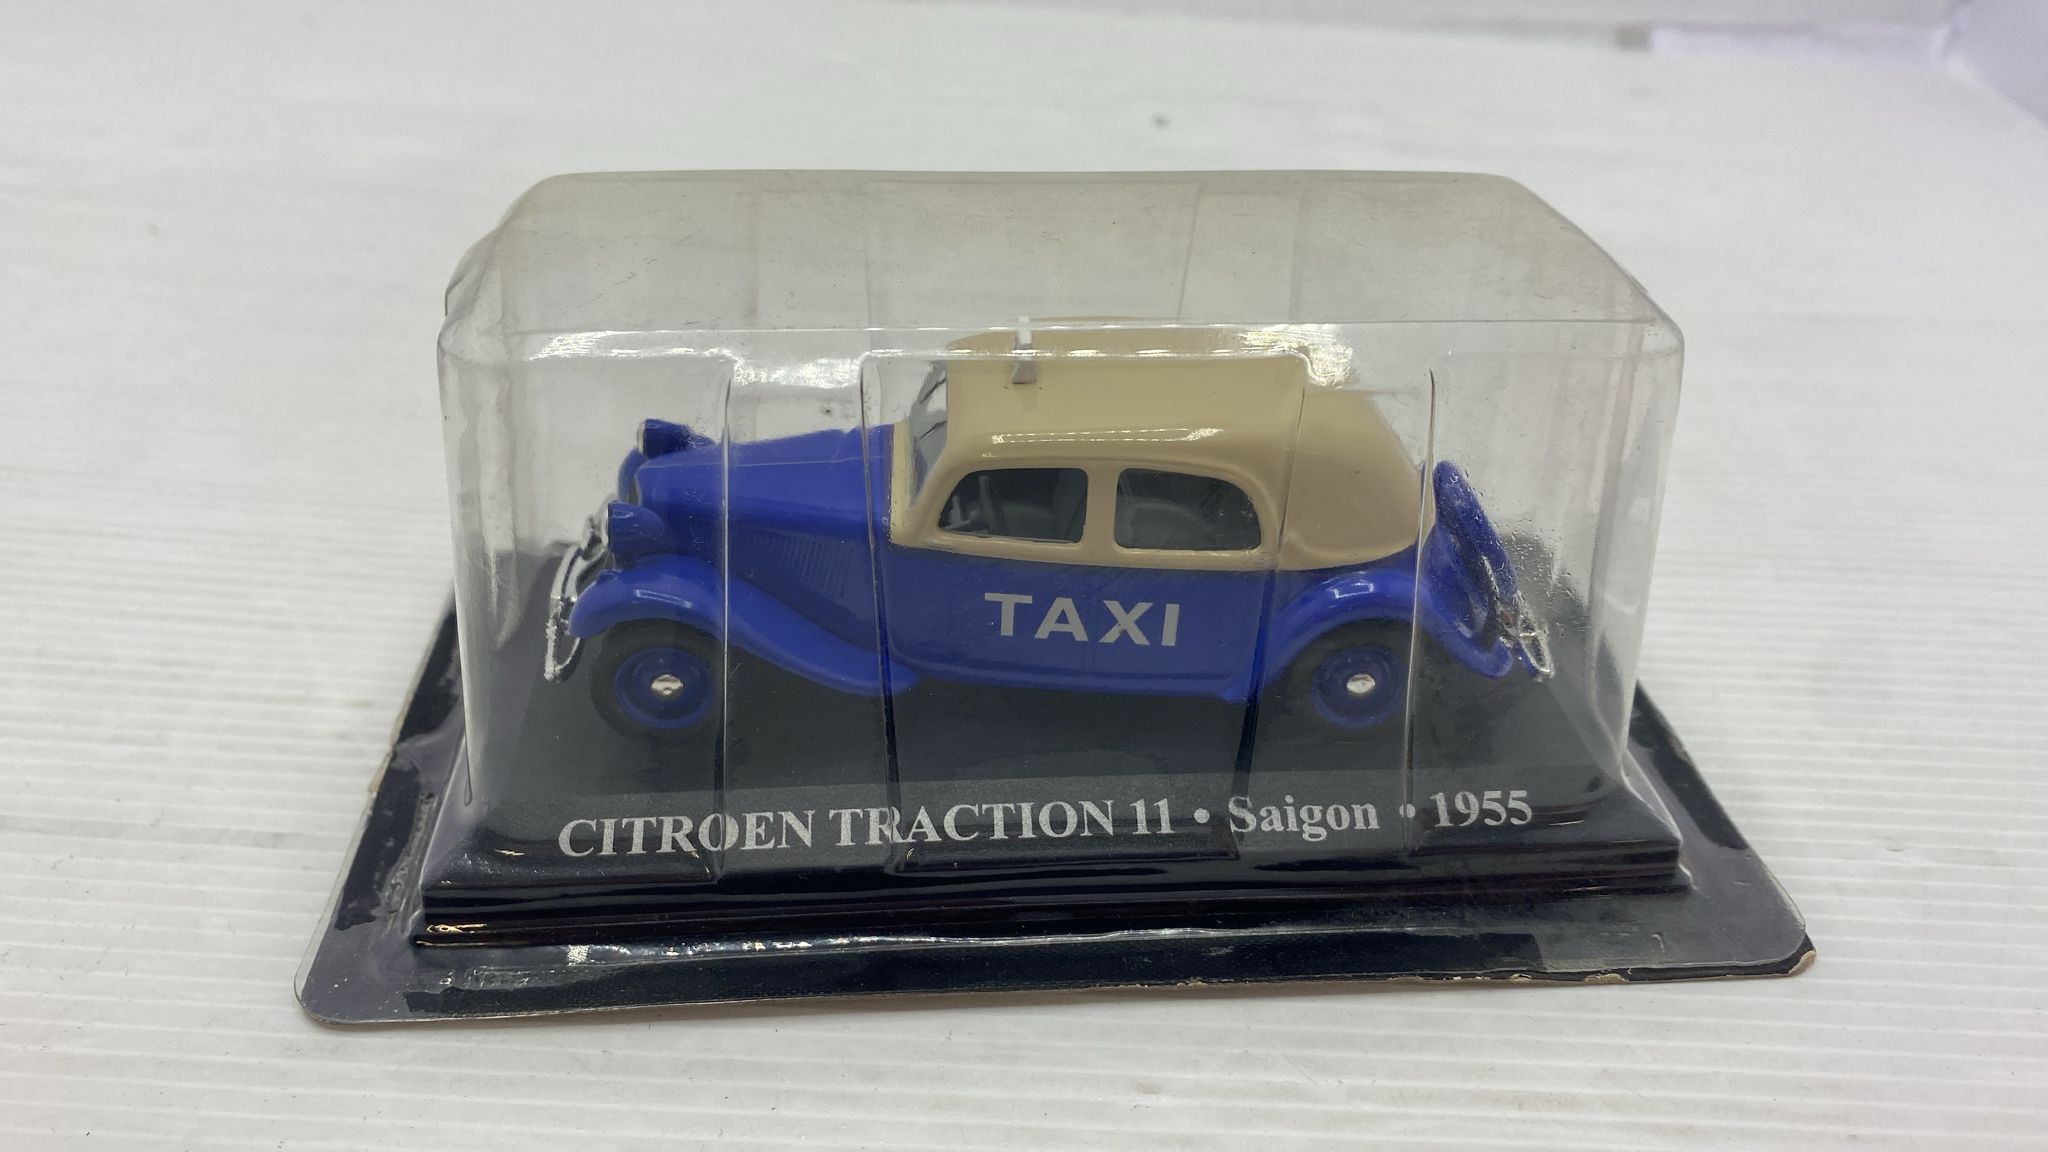 TAXI
CITROEN TRACTION 11 • Saigon • 1955